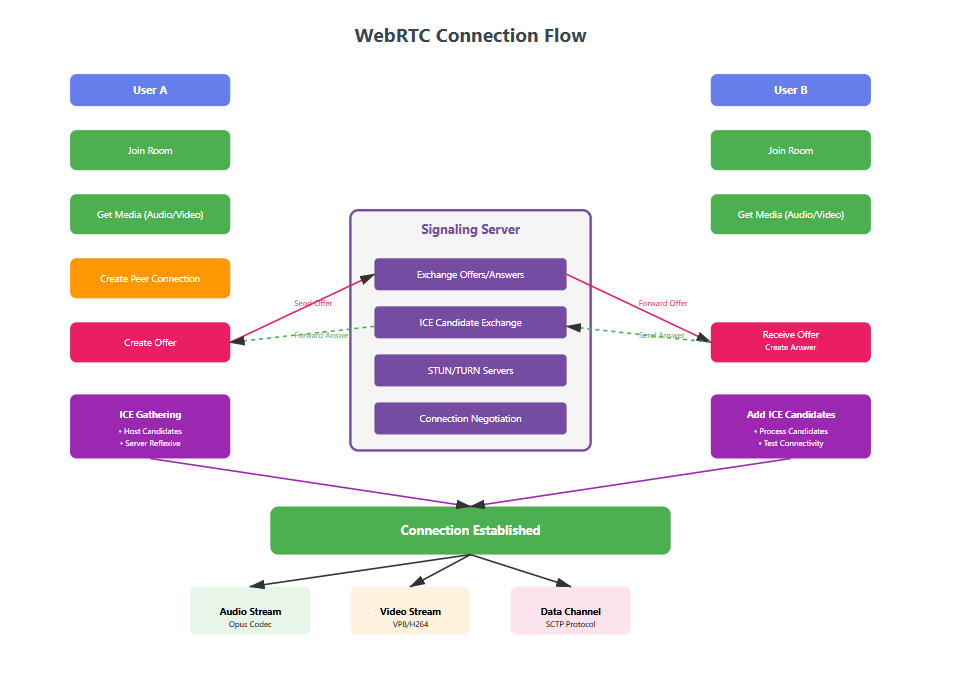 WebRTC Connection Flow
User A
User B
Join Room
Join Room
Get Media (Audio/Video)
Get Media (Audio/Video)
Signaling Server
Create Peer Connection
Exchange Offers/Answers
Send Offer
Forward Offer
ICE Candidate Exchange
Create Offer
Forward Answer
Send Answer
Receive Offer
Create Answer
STUN/TURN Servers
ICE Gathering
• Host Candidates
• Server Reflexive
Connection Negotiation
Add ICE Candidates
• Process Candidates
• Test Connectivity
Connection Established
Audio Stream
Opus Codec
Video Stream
VP8/H264
Data Channel
SCTP Protocol